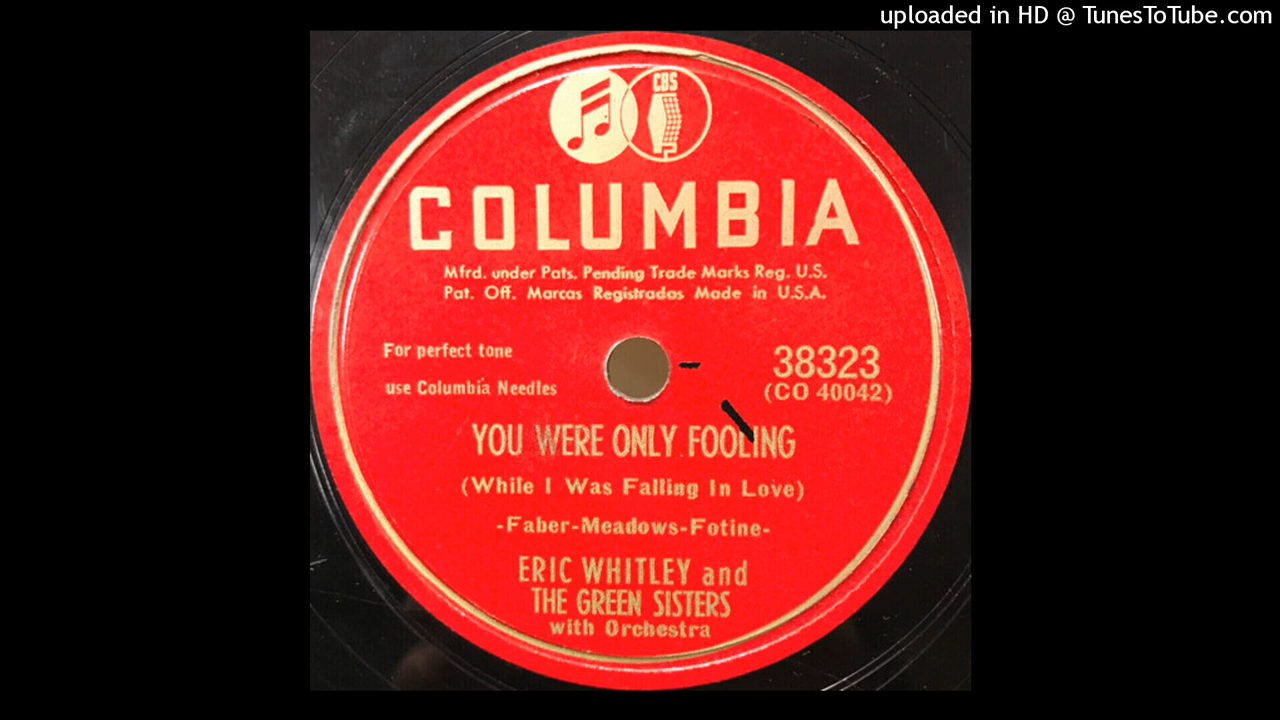 uploaded in HD @ TunesToTube.com
CBS
COLUMBIA
Mfrd. under Pats. Pending Trade Marks Reg. U.S.
Pat. Off. Marcas Registradas Made in U.S.A.
For perfect tone
use Columbia Needles
38323
(CO 40042)
YOU WERE ONLY FOOLING
(While I Was Falling In Love)
-Faber-Meadows-Fotine-
ERIC WHITLEY and
THE GREEN SISTERS
with Orchestra